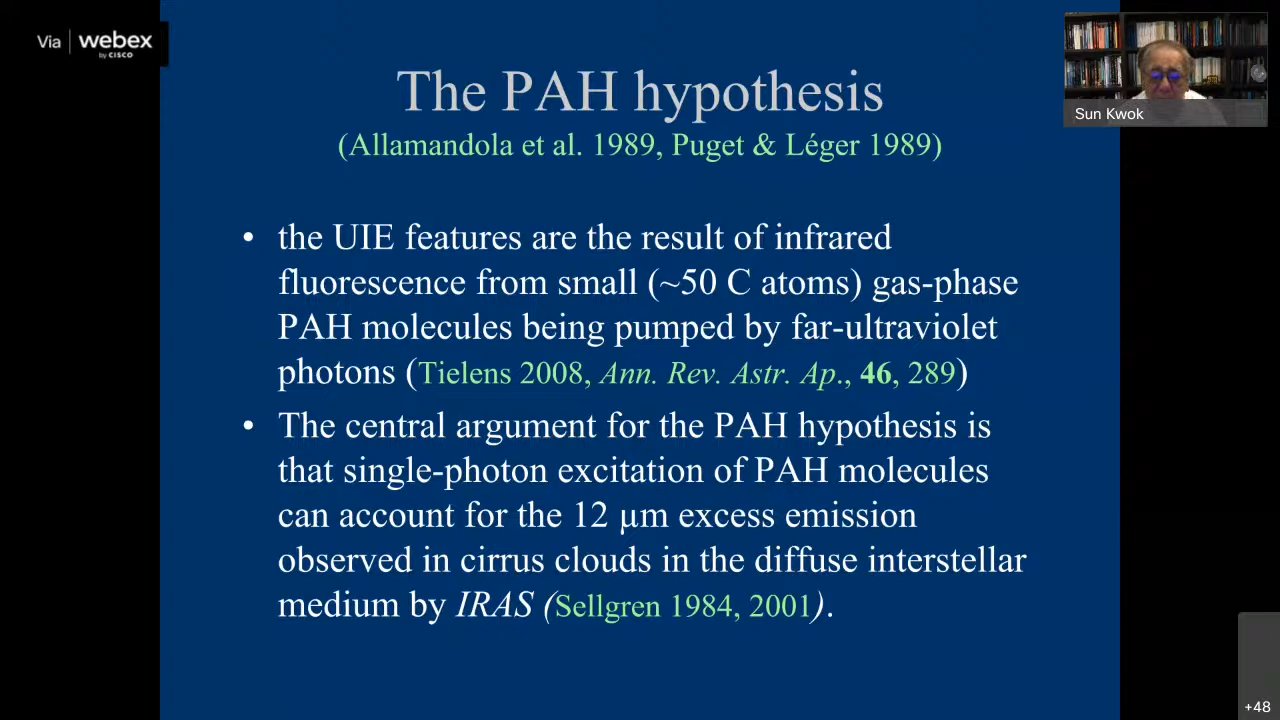 Via webex
by CISCO
Sun Kwok
The PAH hypothesis
(Allamandola et al. 1989, Puget & Léger 1989)
• the UIE features are the result of infrared
fluorescence from small (~50 C atoms) gas-phase
PAH molecules being pumped by far-ultraviolet
photons (Tielens 2008, Ann. Rev. Astr. Ap., 46, 289)
• The central argument for the PAH hypothesis is
that single-photon excitation of PAH molecules
can account for the 12 µm excess emission
observed in cirrus clouds in the diffuse interstellar
medium by IRAS (Sellgren 1984, 2001).
+48